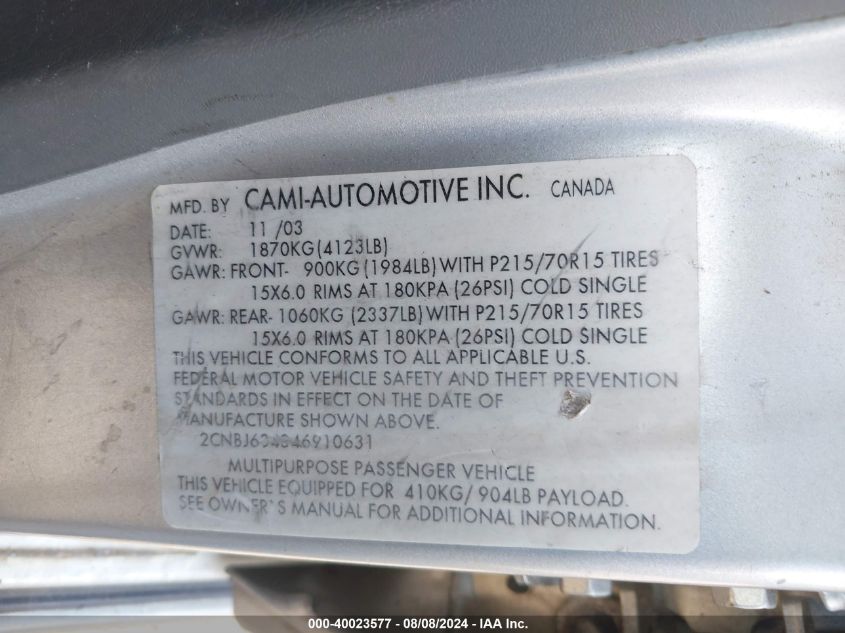 MFD. BY CAMI-AUTOMOTIVE INC. CANADA
DATE: 11 /03
GVWR: 1870KG(4123LB)
GAWR: FRONT- 900KG (1984LB) WITH P215/70R15 TIRES
15X6.0 RIMS AT 180KPA (26PSI) COLD SINGLE
GAWR: REAR- 1060KG (2337LB) WITH P215/70R15 TIRES
15X6.0 RIMS AT 180KPA (26PSI) COLD SINGLE
THIS VEHICLE CONFORMS TO ALL APPLICABLE U.S.
FEDERAL MOTOR VEHICLE SAFETY AND THEFT PREVENTION
STANDARDS IN EFFECT ON THE DATE OF
MANUFACTURE SHOWN ABOVE.
MULTIPURPOSE PASSENGER VEHICLE
THIS VEHICLE EQUIPPED FOR 410KG/ 904LB PAYLOAD.
SEE OWNER'S MANUAL FOR ADDITIONAL INFORMATION.
000-40023577 - 08/08/2024 - IAA Inc.